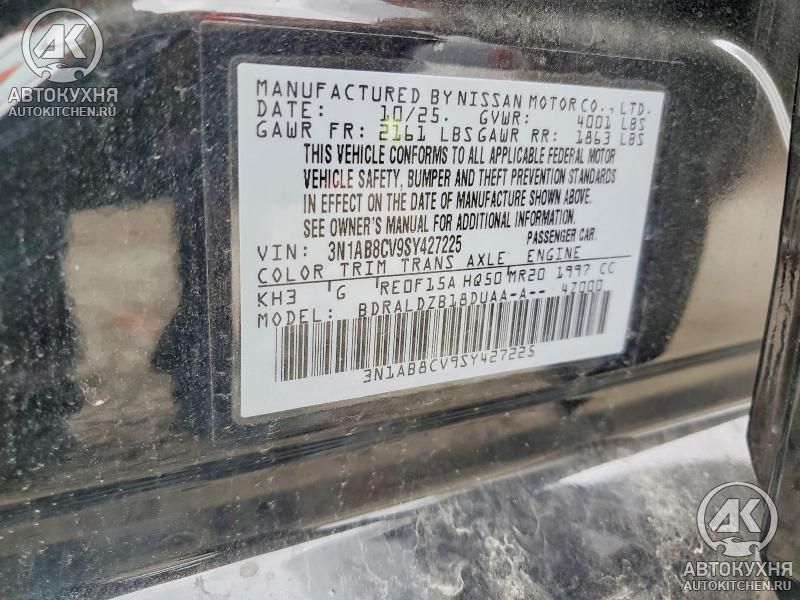 АК
АВТОКУХНЯ
AUTOKITCHEN.RU
MANUFACTURED BY NISSAN MOTOR CO., LTD.
DATE: 10/25. GVWR: 4001 LBS
GAWR FR: 2161 LBS GAWR RR: 1863 LBS
THIS VEHICLE CONFORMS TO ALL APPLICABLE FEDERAL MOTOR
VEHICLE SAFETY, BUMPER AND THEFT PREVENTION STANDARDS
IN EFFECT ON THE DATE OF MANUFACTURE SHOWN ABOVE.
SEE OWNER'S MANUAL FOR ADDITIONAL INFORMATION.
VIN: 3N1AB8CV9SY427225 PASSENGER CAR.
COLOR TRIM TRANS AXLE ENGINE
KH3 G RE0F15A HQ50 MR20 1997 CC
MODEL: BDRALDZB18DUAA-A-- 47000
3N1AB8CV9SY427225
АК
АВТОКУХНЯ
AUTOKITCHEN.RU